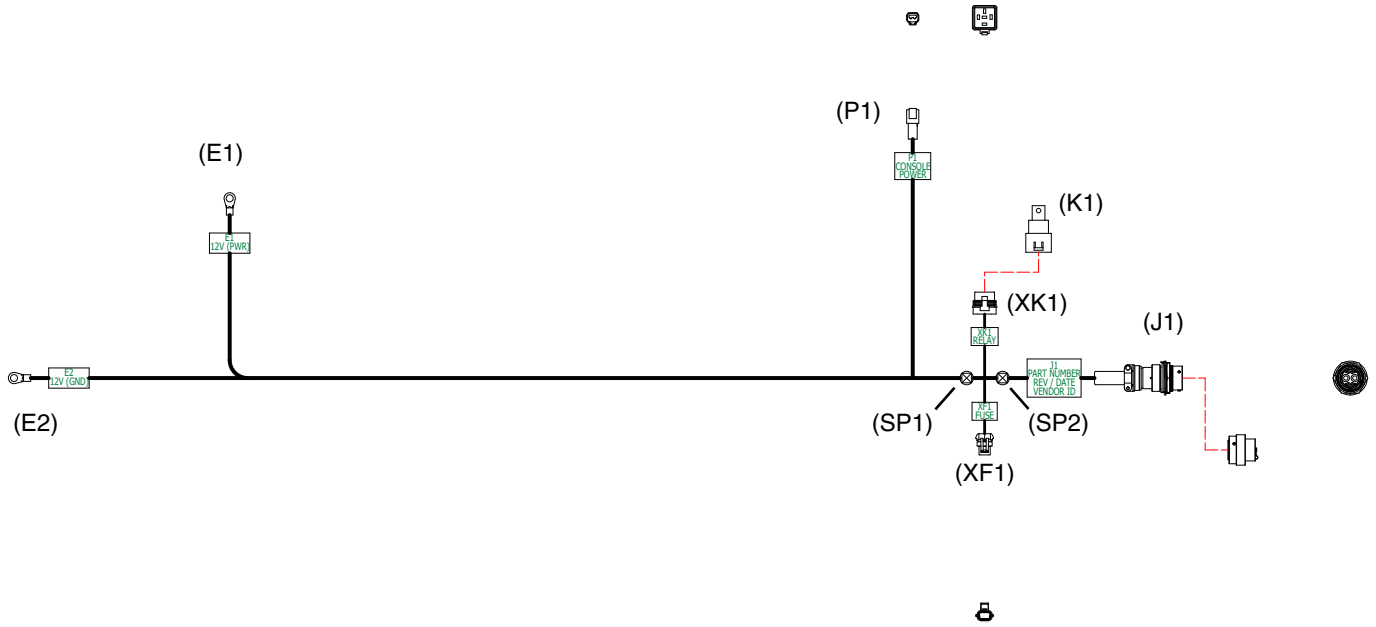 (P1)
P1
CONSOLE
POWER
(E1)
E1
12V (PWR)
(K1)
(XK1)
XK1
RELAY
(J1)
J1
PART NUMBER
REV / DATE
VENDOR ID
E2
12V (GND)
(E2)
(SP1)
XF1
FUSE
(SP2)
(XF1)